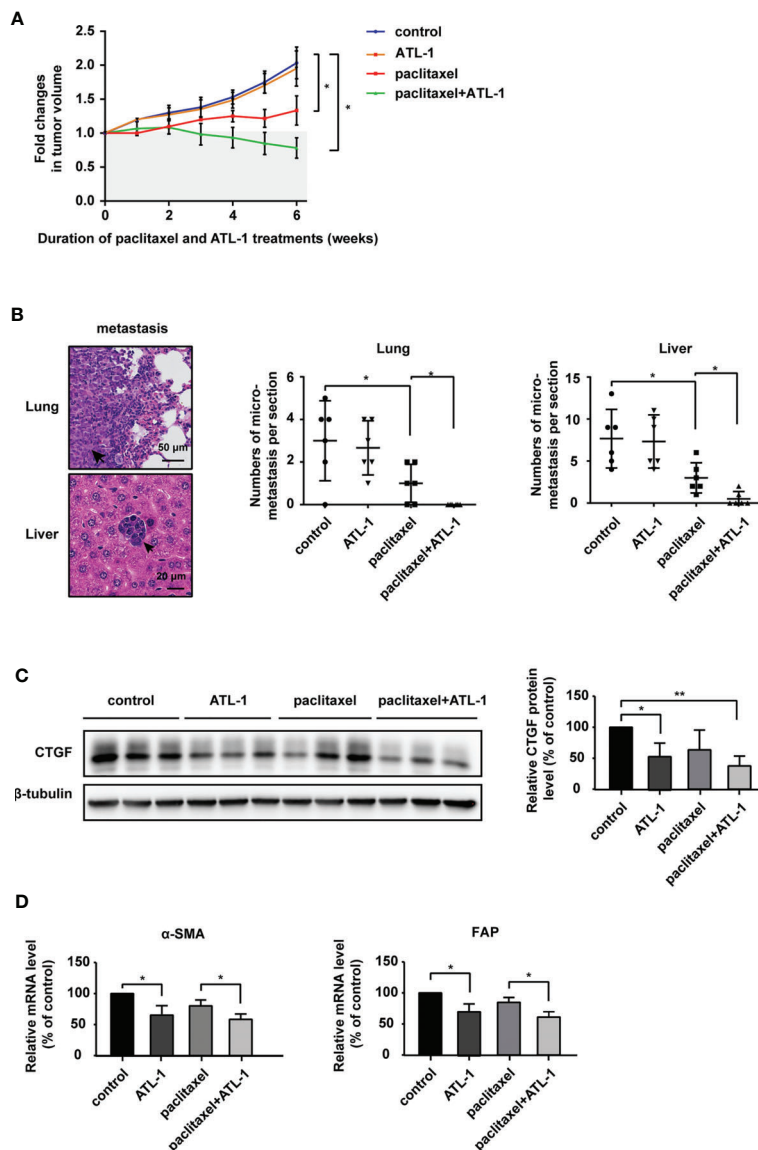 A
2.5
2.0
1.5
1.0
0.5
0.0
0
2
4
6
Fold changes
in tumor volume
Duration of paclitaxel and ATL-1 treatments (weeks)
control
ATL-1
paclitaxel
paclitaxel+ATL-1
*
*
B
metastasis
Lung
50 μm
Liver
20 μm
Lung
Numbers of micro-
metastasis per section
6
4
2
0
*
*
control
ATL-1
paclitaxel
paclitaxel+ATL-1
Liver
Numbers of micro-
metastasis per section
15
10
5
0
*
*
control
ATL-1
paclitaxel
paclitaxel+ATL-1
C
control
ATL-1
paclitaxel
paclitaxel+ATL-1
CTGF
β-tubulin
Relative CTGF protein
level (% of control)
150
100
50
0
*
**
control
ATL-1
paclitaxel
paclitaxel+ATL-1
D
α-SMA
Relative mRNA level
(% of control)
150
100
50
0
*
*
control
ATL-1
paclitaxel
paclitaxel+ATL-1
FAP
Relative mRNA level
(% of control)
150
100
50
0
*
*
control
ATL-1
paclitaxel
paclitaxel+ATL-1